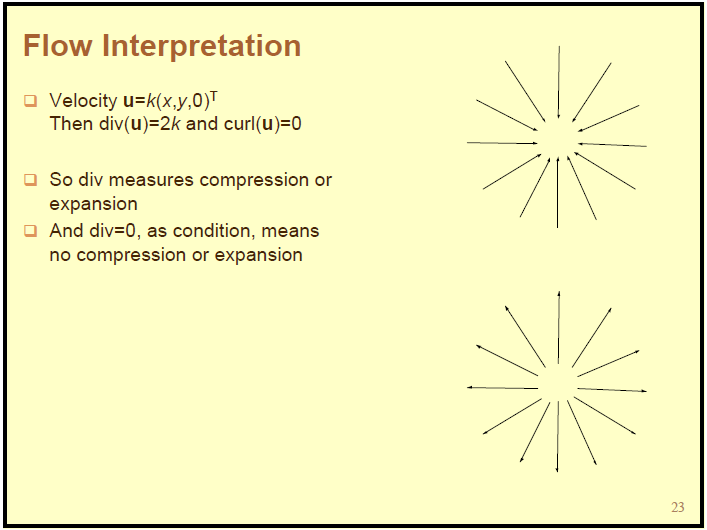 Flow Interpretation
Velocity u=k(x,y,0)ᵀ
Then div(u)=2k and curl(u)=0
So div measures compression or
expansion
And div=0, as condition, means
no compression or expansion
23